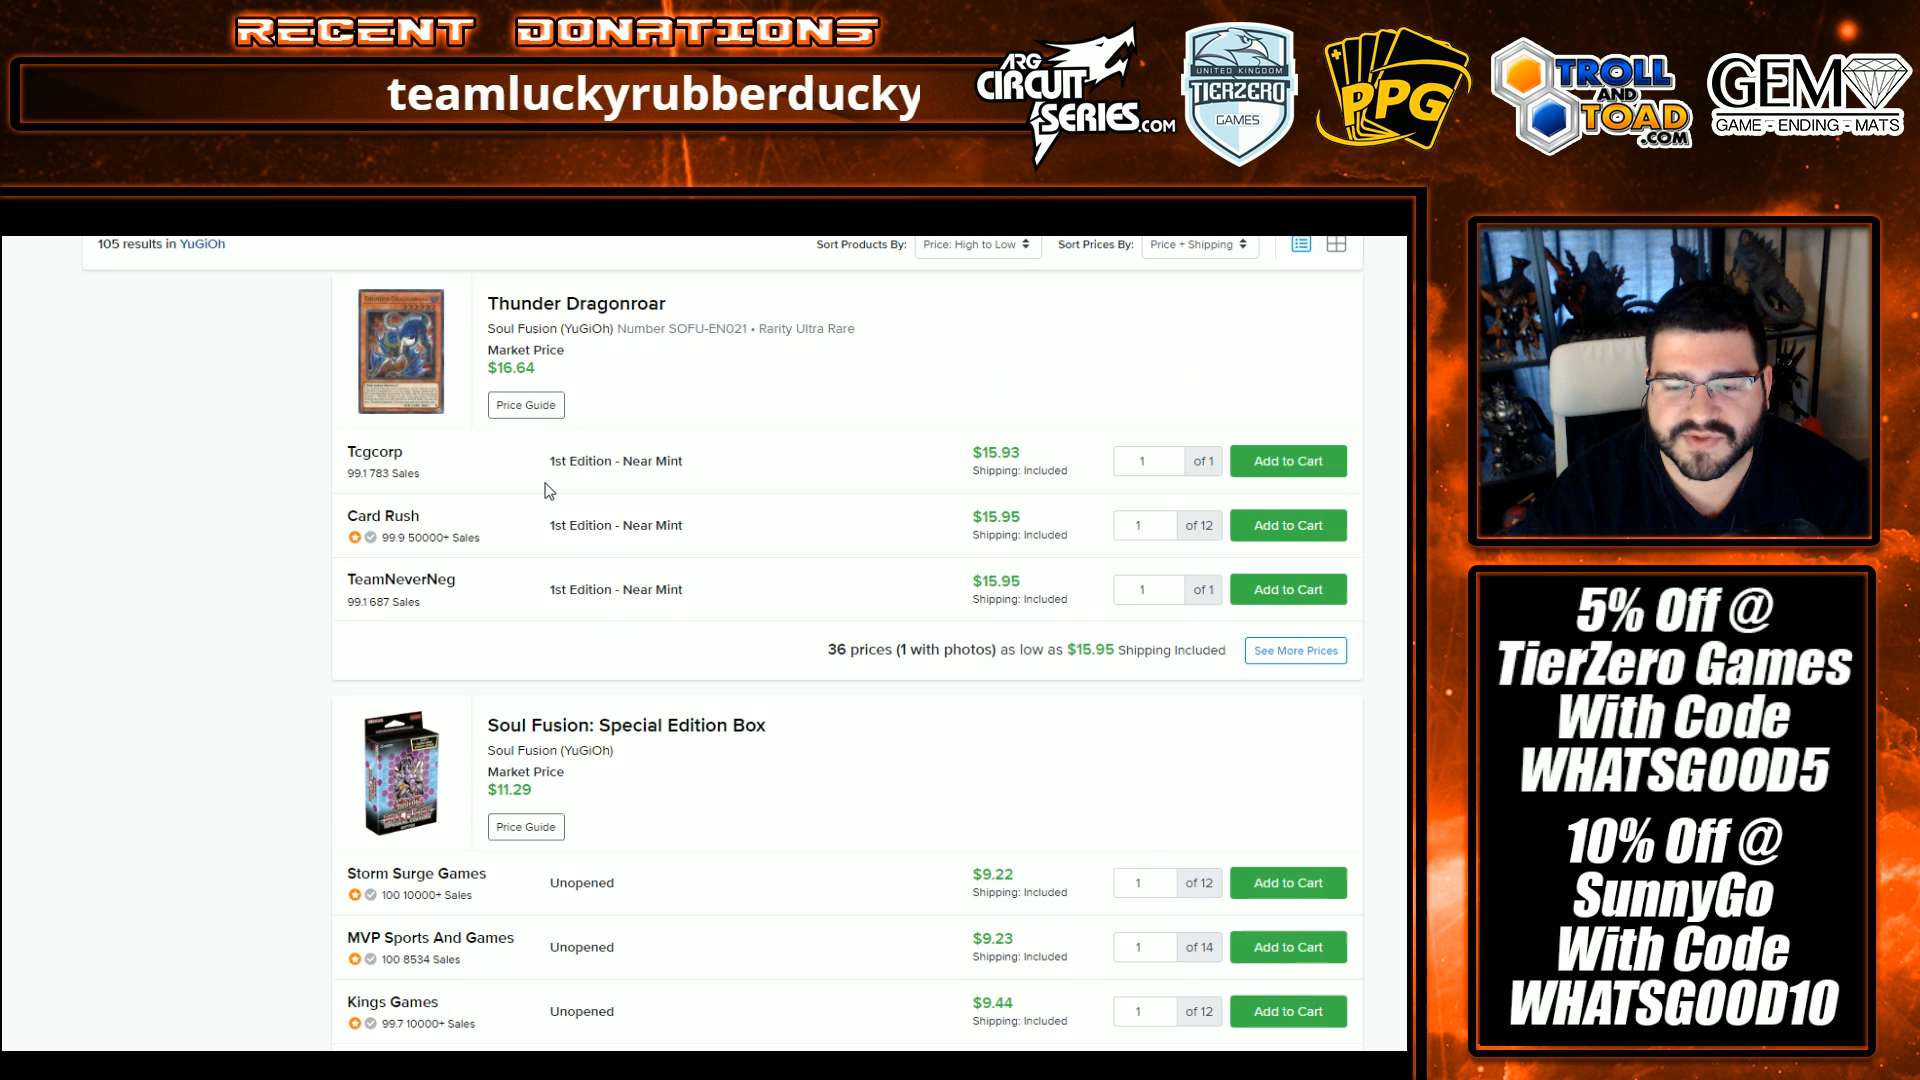 RECENT DONATIONS
teamluckyrubberducky
ARG
CIRCUIT
SERIES.COM
UNITED KINGDOM
TIERZERO
GAMES
PPG
TROLL
AND
TOAD
.COM
GEM
GAME - ENDING - MATS
105 results in YuGiOh
Sort Products By: Price: High to Low
Sort Prices By: Price + Shipping
Thunder Dragonroar
Soul Fusion (YuGiOh) Number SOFU-EN021 • Rarity Ultra Rare
Market Price
$16.64
Price Guide
Tcgcorp
99.1 783 Sales
1st Edition - Near Mint
$15.93
Shipping: Included
1 of 1
Add to Cart
Card Rush
99.9 50000+ Sales
1st Edition - Near Mint
$15.95
Shipping: Included
1 of 12
Add to Cart
TeamNeverNeg
99.1 687 Sales
1st Edition - Near Mint
$15.95
Shipping: Included
1 of 1
Add to Cart
36 prices (1 with photos) as low as $15.95 Shipping Included
See More Prices
Soul Fusion: Special Edition Box
Soul Fusion (YuGiOh)
Market Price
$11.29
Price Guide
Storm Surge Games
100 10000+ Sales
Unopened
$9.22
Shipping: Included
1 of 12
Add to Cart
MVP Sports And Games
100 8534 Sales
Unopened
$9.23
Shipping: Included
1 of 14
Add to Cart
Kings Games
99.7 10000+ Sales
Unopened
$9.44
Shipping: Included
1 of 12
Add to Cart
5% Off @
TierZero Games
With Code
WHATSGOOD5
10% Off @
SunnyGo
With Code
WHATSGOOD10